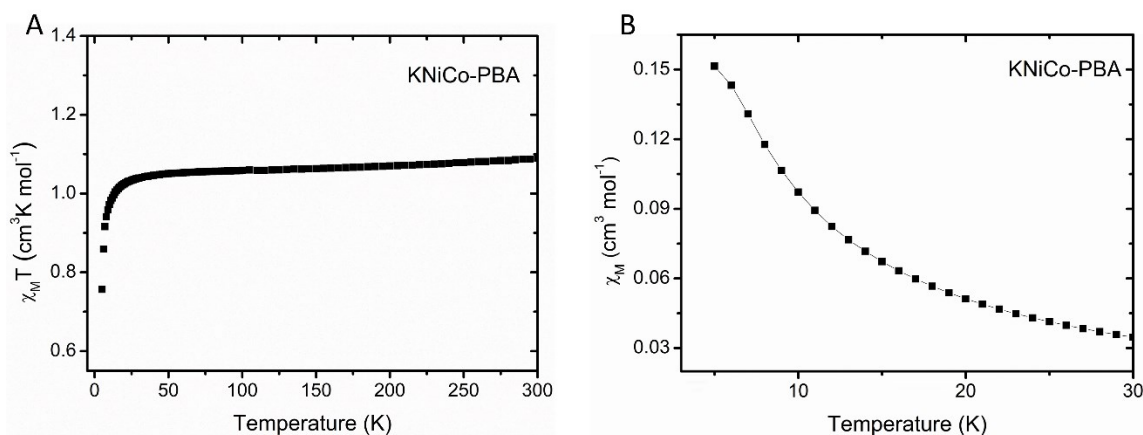 A
1.4
1.2
1.0
0.8
0.6
χ_M T (cm³K mol⁻¹)
KNiCo-PBA
0 50 100 150 200 250 300
Temperature (K)
B
0.15
0.12
0.09
0.06
0.03
χ_M (cm³ mol⁻¹)
KNiCo-PBA
10 20 30
Temperature (K)